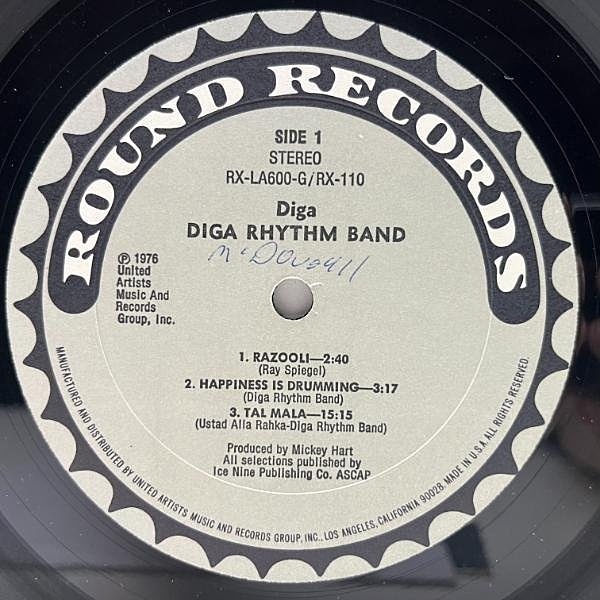 ROUND RECORDS
SIDE 1
STEREO
RX-LA600-G/RX-110
Diga
DIGA RHYTHM BAND
McDougall
℗ 1976
United
Artists
Music And
Records
Group, Inc.
1. RAZOOLI—2:40
(Ray Spiegel)
2. HAPPINESS IS DRUMMING—3:17
(Diga Rhythm Band)
3. TAL MALA—15:15
(Ustad Alla Rahka-Diga Rhythm Band)
Produced by Mickey Hart
All selections published by
Ice Nine Publishing Co. ASCAP
MANUFACTURED AND DISTRIBUTED BY UNITED ARTISTS MUSIC AND RECORDS GROUP, INC., LOS ANGELES, CALIFORNIA 90028. MADE IN U.S.A. ALL RIGHTS RESERVED.